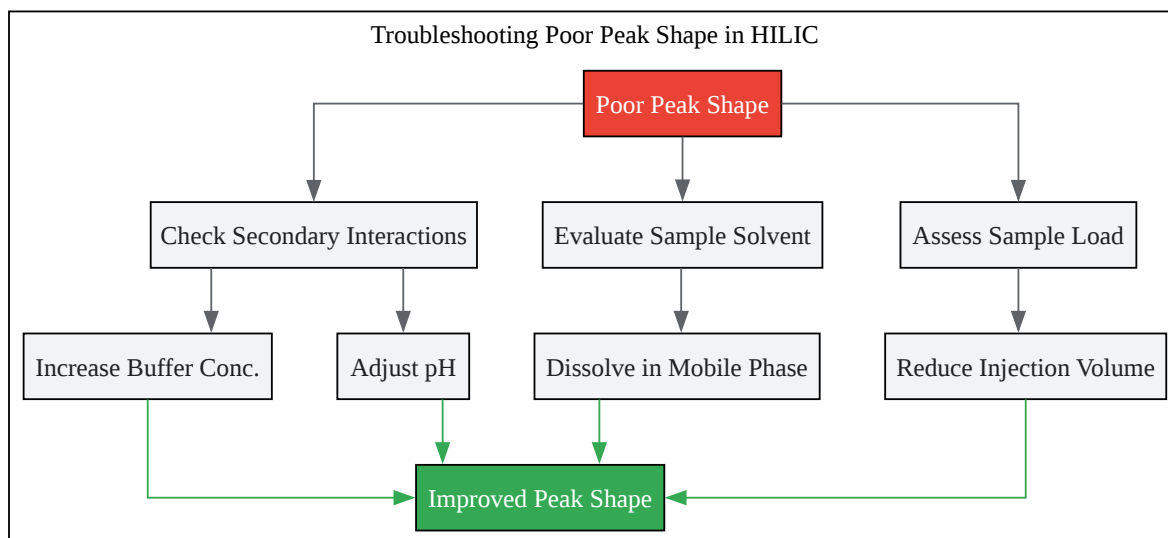 Troubleshooting Poor Peak Shape in HILIC
Poor Peak Shape
Check Secondary Interactions
Evaluate Sample Solvent
Assess Sample Load
Increase Buffer Conc.
Adjust pH
Dissolve in Mobile Phase
Reduce Injection Volume
Improved Peak Shape